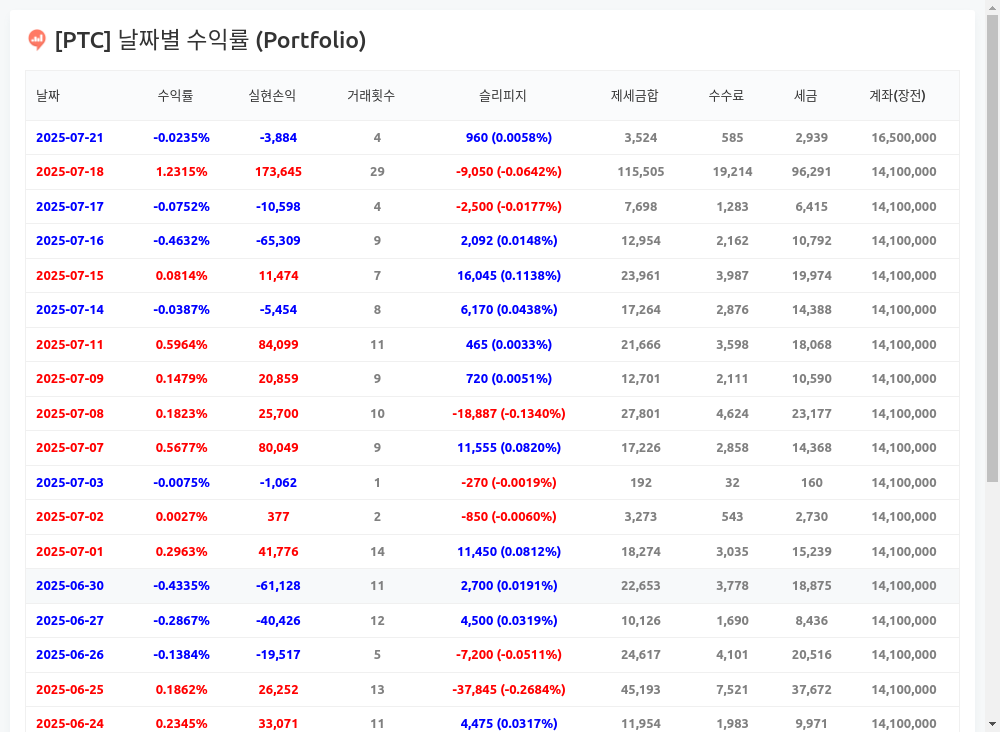 [PTC] 날짜별 수익률 (Portfolio)
날짜 수익률 실현손익 거래횟수 슬리피지 제세금합 수수료 세금 계좌(장전)
2025-07-21 -0.0235% -3,884 4 960 (0.0058%) 3,524 585 2,939 16,500,000
2025-07-18 1.2315% 173,645 29 -9,050 (-0.0642%) 115,505 19,214 96,291 14,100,000
2025-07-17 -0.0752% -10,598 4 -2,500 (-0.0177%) 7,698 1,283 6,415 14,100,000
2025-07-16 -0.4632% -65,309 9 2,092 (0.0148%) 12,954 2,162 10,792 14,100,000
2025-07-15 0.0814% 11,474 7 16,045 (0.1138%) 23,961 3,987 19,974 14,100,000
2025-07-14 -0.0387% -5,454 8 6,170 (0.0438%) 17,264 2,876 14,388 14,100,000
2025-07-11 0.5964% 84,099 11 465 (0.0033%) 21,666 3,598 18,068 14,100,000
2025-07-09 0.1479% 20,859 9 720 (0.0051%) 12,701 2,111 10,590 14,100,000
2025-07-08 0.1823% 25,700 10 -18,887 (-0.1340%) 27,801 4,624 23,177 14,100,000
2025-07-07 0.5677% 80,049 9 11,555 (0.0820%) 17,226 2,858 14,368 14,100,000
2025-07-03 -0.0075% -1,062 1 -270 (-0.0019%) 192 32 160 14,100,000
2025-07-02 0.0027% 377 2 -850 (-0.0060%) 3,273 543 2,730 14,100,000
2025-07-01 0.2963% 41,776 14 11,450 (0.0812%) 18,274 3,035 15,239 14,100,000
2025-06-30 -0.4335% -61,128 11 2,700 (0.0191%) 22,653 3,778 18,875 14,100,000
2025-06-27 -0.2867% -40,426 12 4,500 (0.0319%) 10,126 1,690 8,436 14,100,000
2025-06-26 -0.1384% -19,517 5 -7,200 (-0.0511%) 24,617 4,101 20,516 14,100,000
2025-06-25 0.1862% 26,252 13 -37,845 (-0.2684%) 45,193 7,521 37,672 14,100,000
2025-06-24 0.2345% 33,071 11 4,475 (0.0317%) 11,954 1,983 9,971 14,100,000